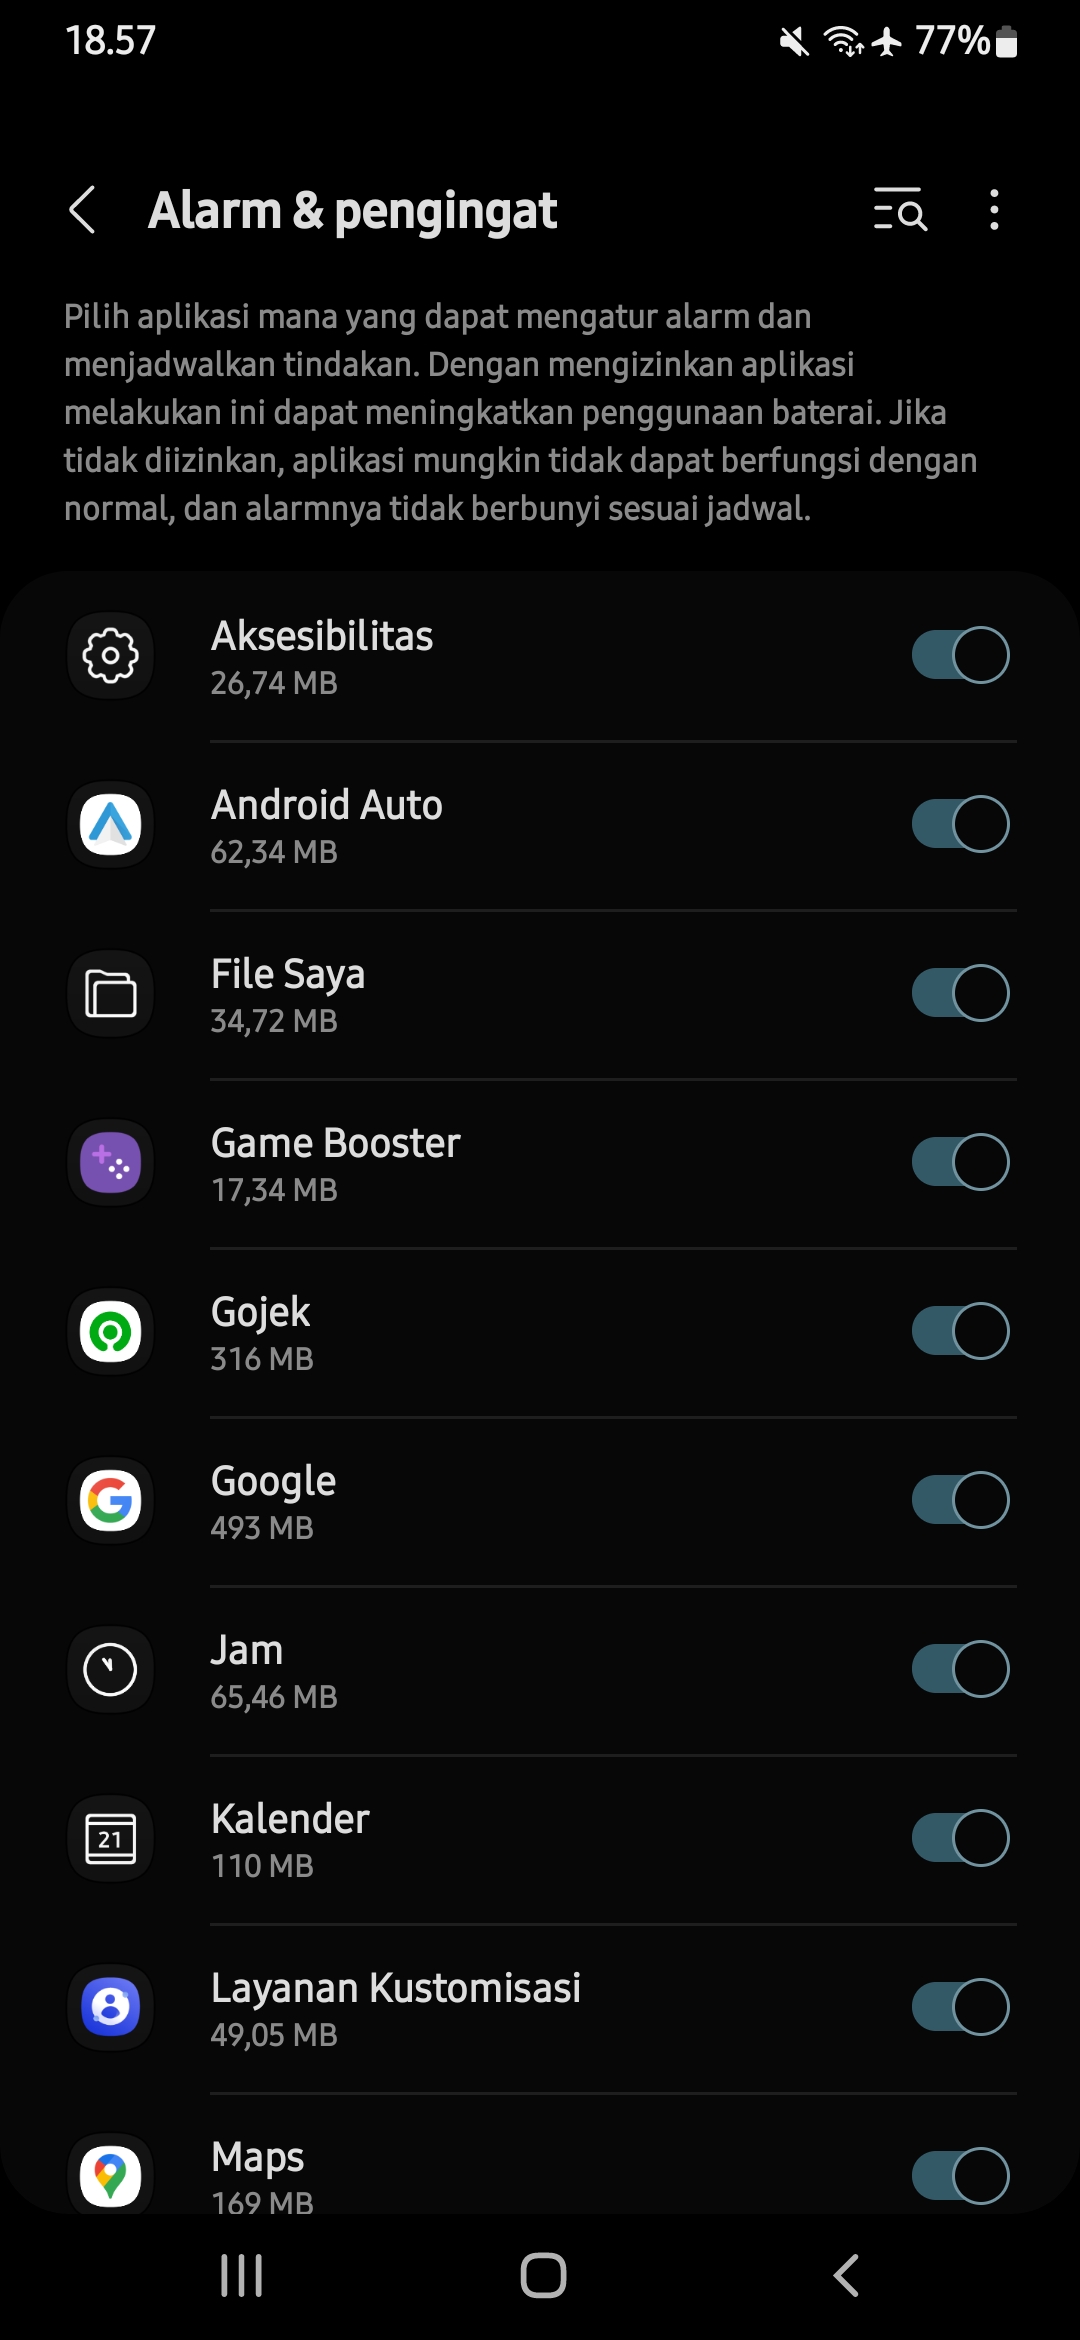 18.57
77%
Alarm & pengingat
Pilih aplikasi mana yang dapat mengatur alarm dan
menjadwalkan tindakan. Dengan mengizinkan aplikasi
melakukan ini dapat meningkatkan penggunaan baterai. Jika
tidak diizinkan, aplikasi mungkin tidak dapat berfungsi dengan
normal, dan alarmnya tidak berbunyi sesuai jadwal.
Aksesibilitas
26,74 MB
Android Auto
62,34 MB
File Saya
34,72 MB
Game Booster
17,34 MB
Gojek
316 MB
Google
493 MB
Jam
65,46 MB
21
Kalender
110 MB
Layanan Kustomisasi
49,05 MB
Maps
169 MB